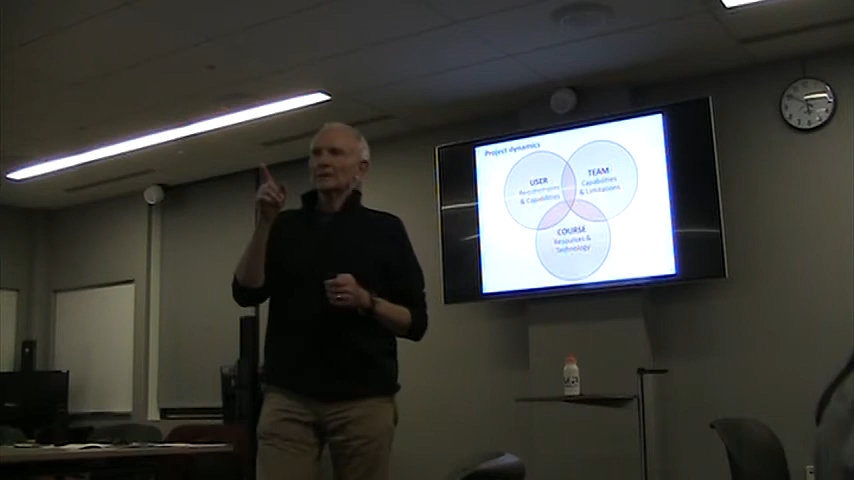 Project dynamics
USER
Requirements
& Capabilities
TEAM
Capabilities
& Limitations
COURSE
Resources &
Technology